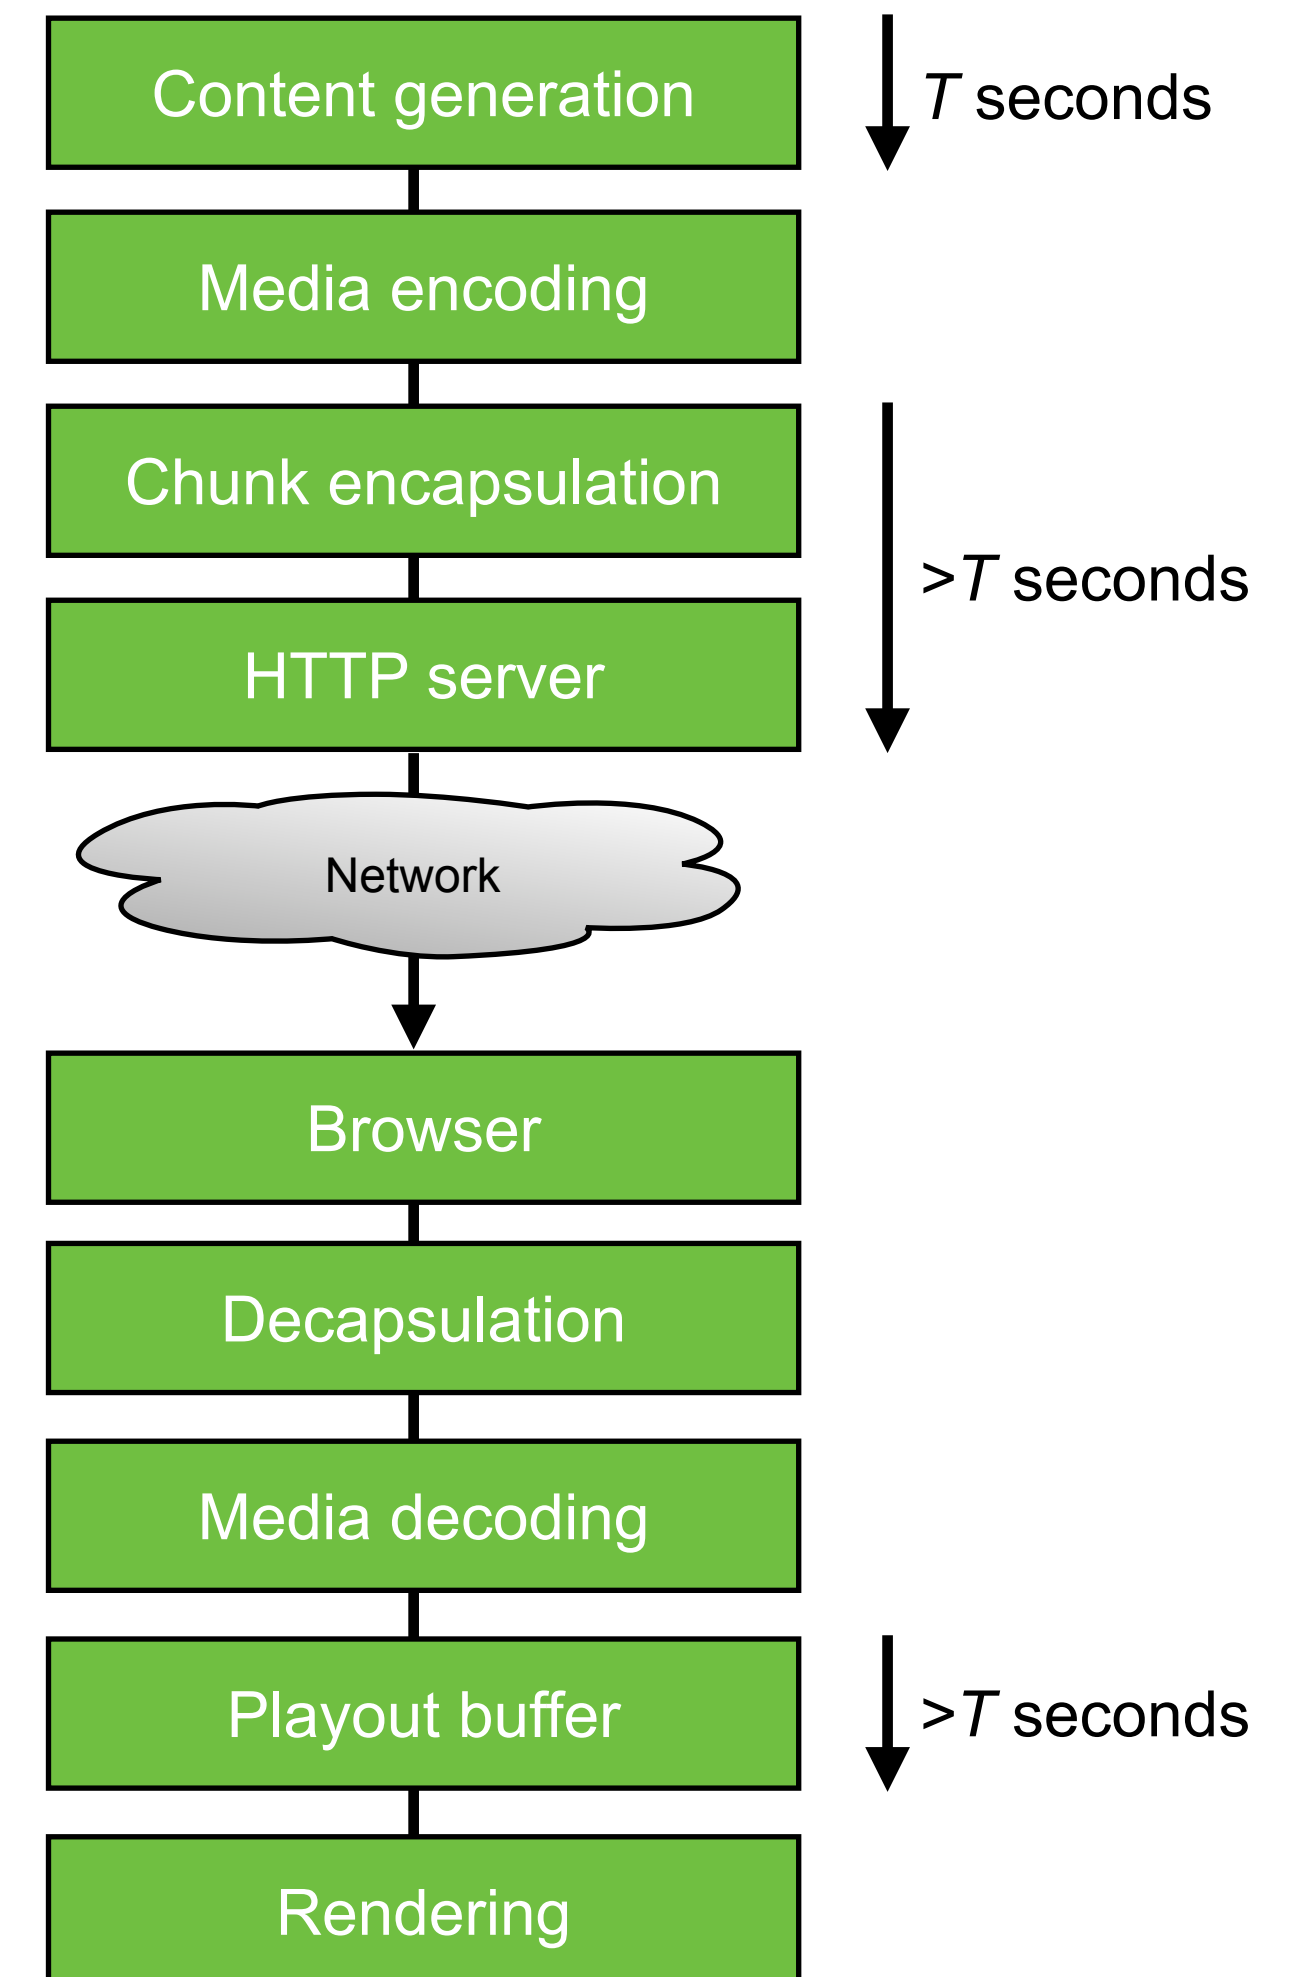 Content generation
T seconds
Media encoding
Chunk encapsulation
>T seconds
HTTP server
Network
Browser
Decapsulation
Media decoding
Playout buffer
>T seconds
Rendering